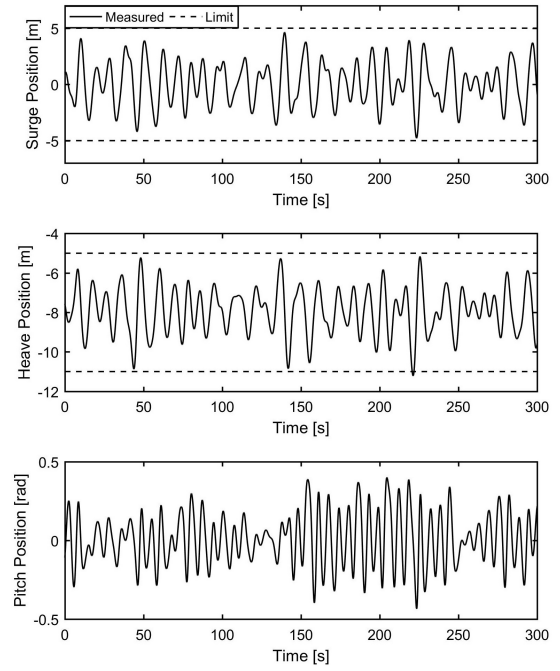 Measured Limit
5
0
-5
Surge Position [m]
0 50 100 150 200 250 300
Time [s]
-4
-6
-8
-10
-12
Heave Position [m]
0 50 100 150 200 250 300
Time [s]
0.5
0
-0.5
Pitch Position [rad]
0 50 100 150 200 250 300
Time [s]